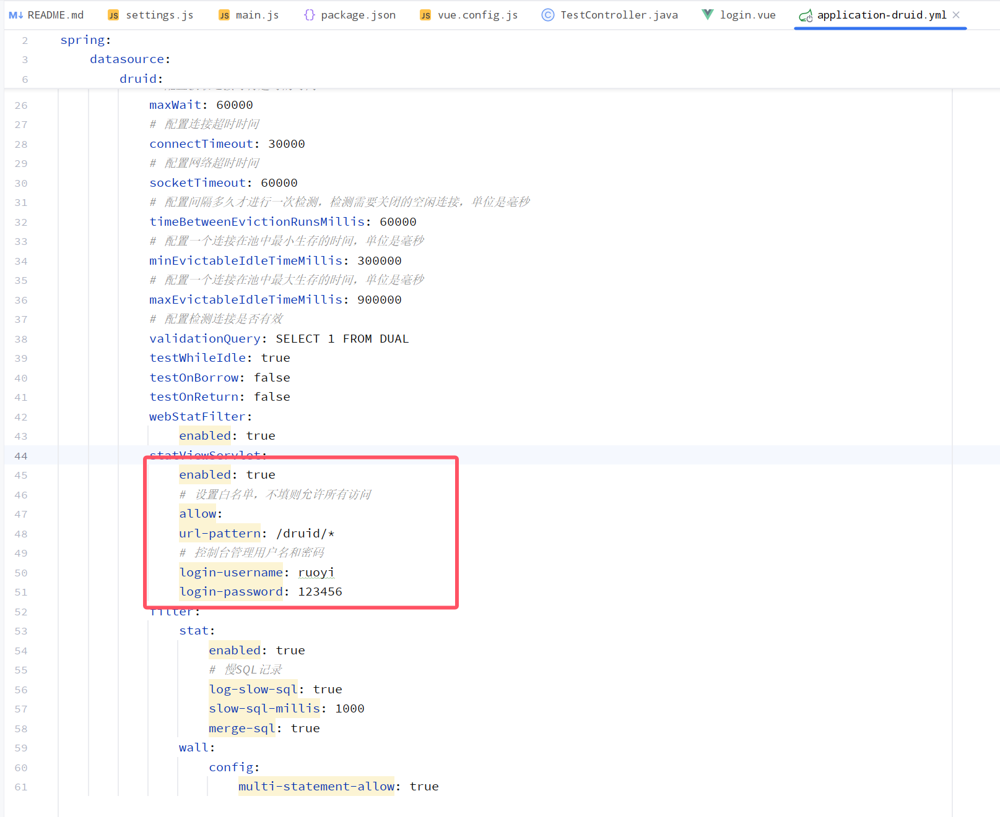 README.md settings.js main.js package.json vue.config.js TestController.java login.vue application-druid.yml
2 spring:
3 datasource:
6 druid:
26 maxWait: 60000
27 # 配置连接超时时间
28 connectTimeout: 30000
29 # 配置网络超时时间
30 socketTimeout: 60000
31 # 配置间隔多久才进行一次检测，检测需要关闭的空闲连接，单位是毫秒
32 timeBetweenEvictionRunsMillis: 60000
33 # 配置一个连接在池中最小生存的时间，单位是毫秒
34 minEvictableIdleTimeMillis: 300000
35 # 配置一个连接在池中最大生存的时间，单位是毫秒
36 maxEvictableIdleTimeMillis: 900000
37 # 配置检测连接是否有效
38 validationQuery: SELECT 1 FROM DUAL
39 testWhileIdle: true
40 testOnBorrow: false
41 testOnReturn: false
42 webStatFilter:
43 enabled: true
44 statViewServlet:
45 enabled: true
46 # 设置白名单，不填则允许所有访问
47 allow:
48 url-pattern: /druid/*
49 # 控制台管理用户名和密码
50 login-username: ruoyi
51 login-password: 123456
52 filter:
53 stat:
54 enabled: true
55 # 慢SQL记录
56 log-slow-sql: true
57 slow-sql-millis: 1000
58 merge-sql: true
59 wall:
60 config:
61 multi-statement-allow: true